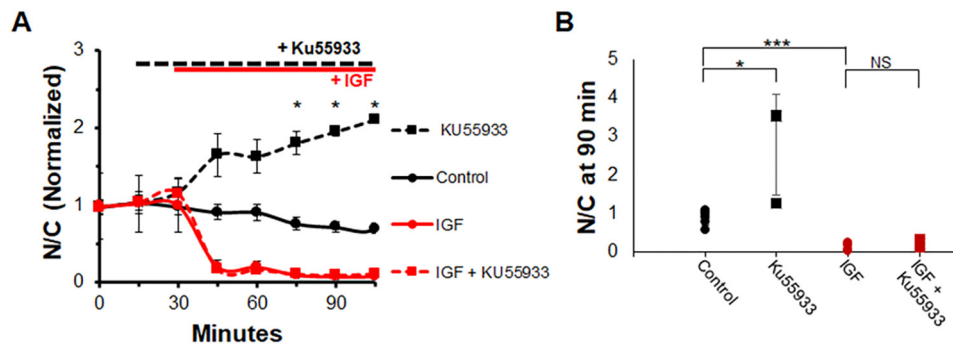 A
+ Ku55933
+ IGF
* * *
N/C (Normalized)
3
2
1
0
0 30 60 90
Minutes
KU55933
Control
IGF
IGF + KU55933
B
***
*
NS
N/C at 90 min
5
4
3
2
1
0
Control
Ku55933
IGF
IGF +
Ku55933